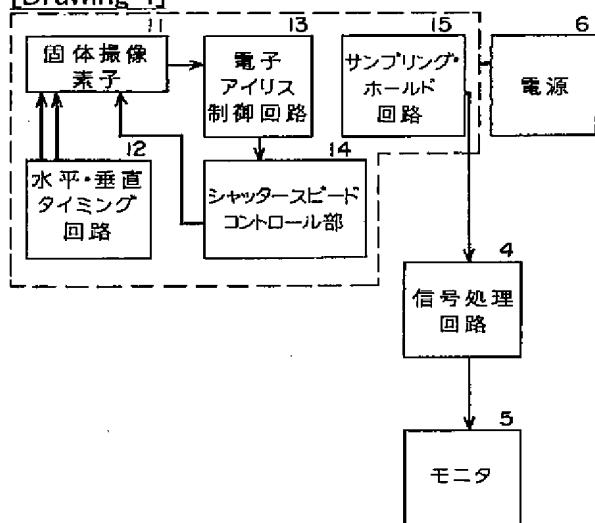 [Drawing 4]
11
固体撮像
素子
13
電子
アイリス
制御回路
15
サンプリング・
ホールド
回路
6
電源
12
水平・垂直
タイミング
回路
14
シャッタースピード
コントロール部
4
信号処理
回路
5
モニタ